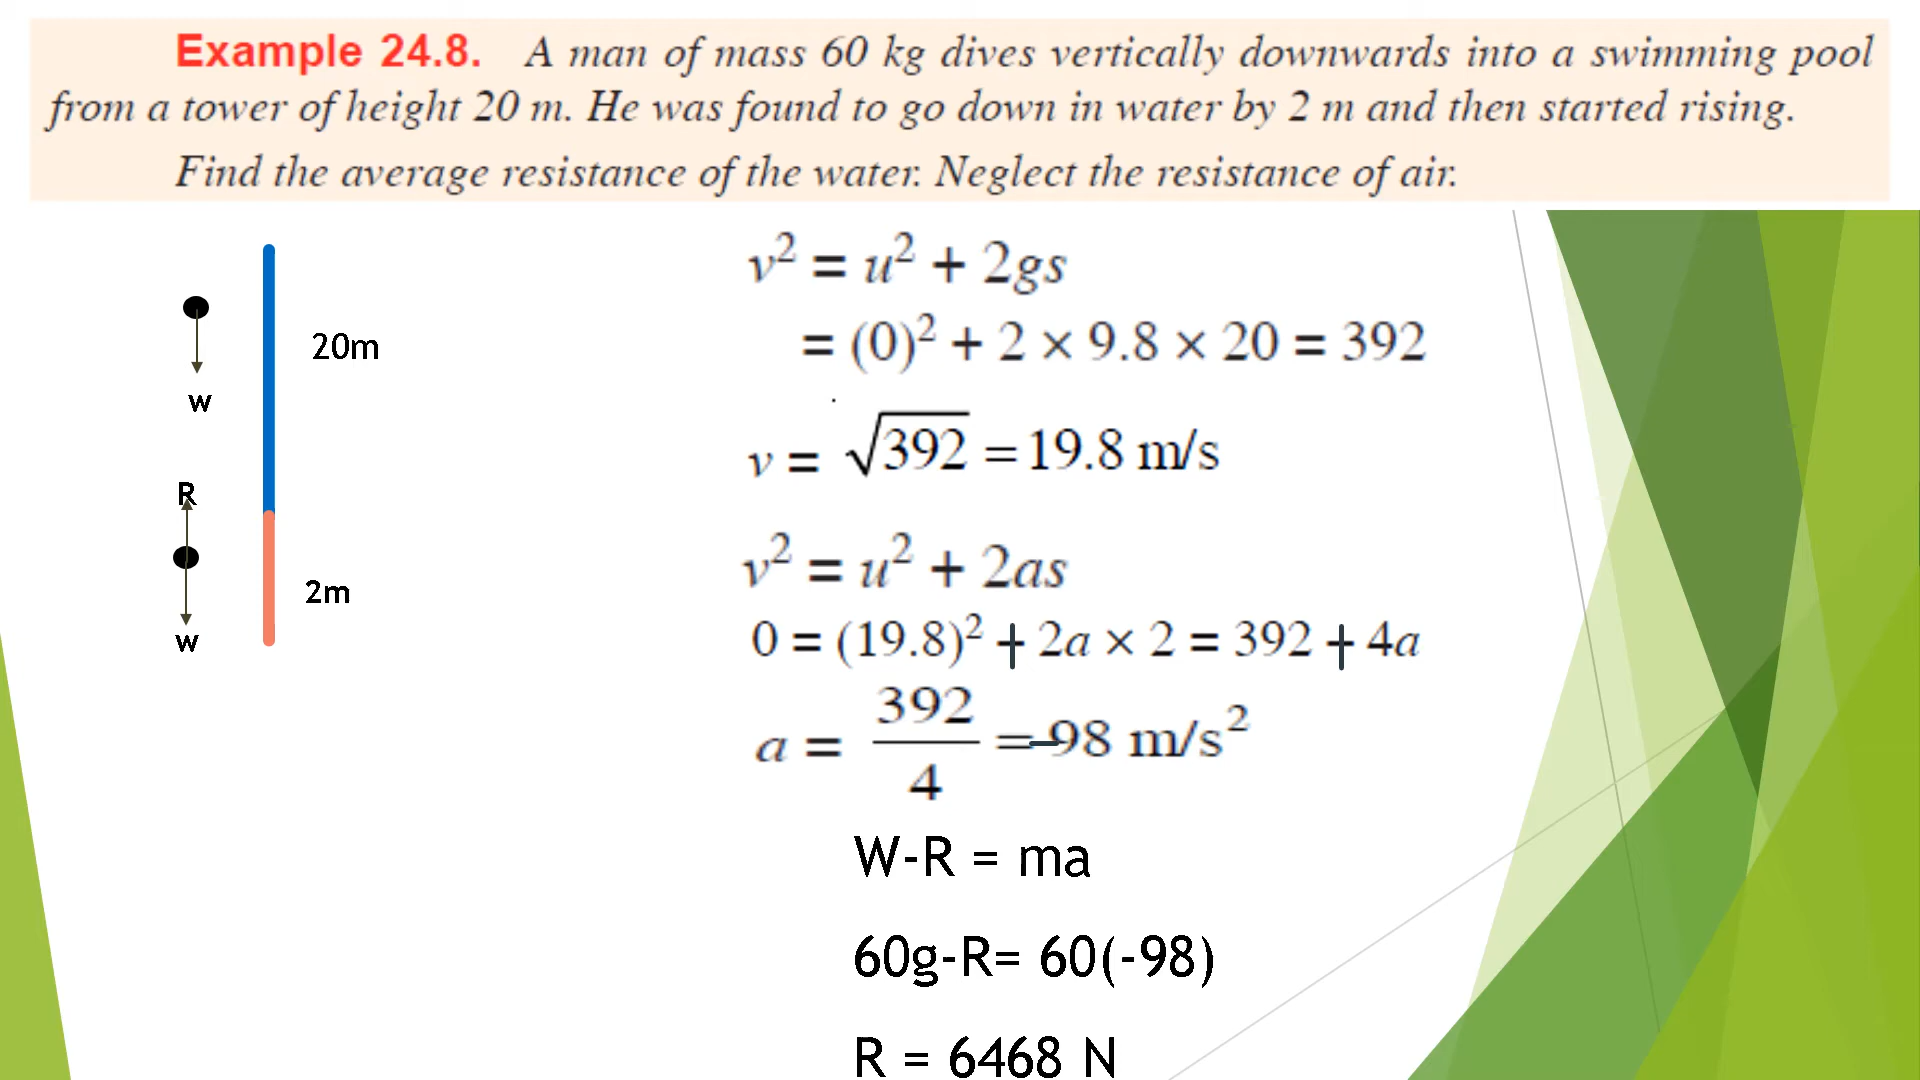 Example 24.8. A man of mass 60 kg dives vertically downwards into a swimming pool
from a tower of height 20 m. He was found to go down in water by 2 m and then started rising.
Find the average resistance of the water. Neglect the resistance of air.
v² = u² + 2gs
= (0)² + 2 × 9.8 × 20 = 392
20m
w
v = √392 = 19.8 m/s
R
v² = u² + 2as
2m
w
0 = (19.8)² + 2a × 2 = 392 + 4a
a = 392/4 = -98 m/s²
W-R = ma
60g-R= 60(-98)
R = 6468 N